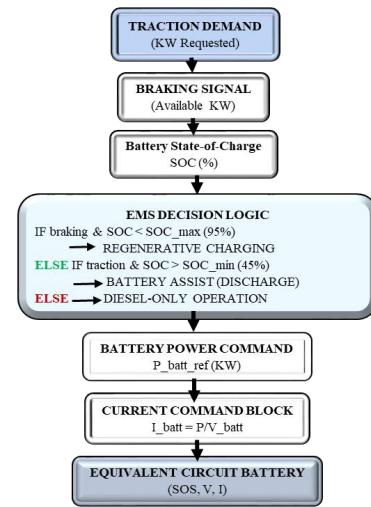 TRACTION DEMAND
(KW Requested)
BRAKING SIGNAL
(Available KW)
Battery State-of-Charge
SOC (%)
EMS DECISION LOGIC
IF braking & SOC < SOC_max (95%)
REGENERATIVE CHARGING
ELSE IF traction & SOC > SOC_min (45%)
BATTERY ASSIST (DISCHARGE)
ELSE DIESEL-ONLY OPERATION
BATTERY POWER COMMAND
P_batt_ref (KW)
CURRENT COMMAND BLOCK
I_batt = P/V_batt
EQUIVALENT CIRCUIT BATTERY
(SOS, V, I)